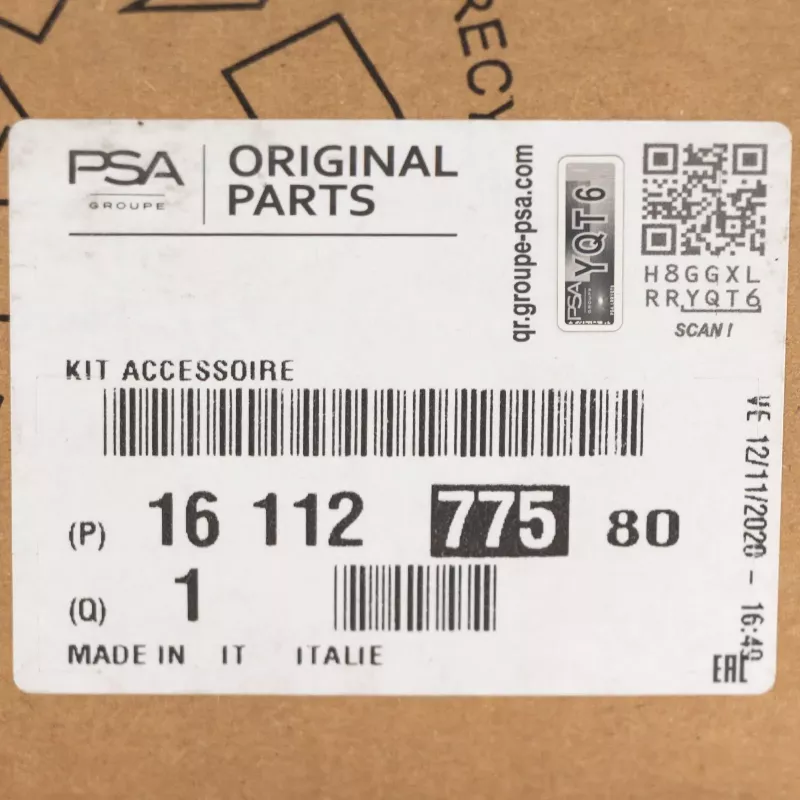 RECY
PSA
GROUPE
ORIGINAL
PARTS
qr.groupe-psa.com
PSA
YQT6
H8GGXL
RRYQT6
SCAN!
KIT ACCESSOIRE
(P) 16 112 775 80
(Q) 1
MADE IN IT ITALIE
VE 12/11/2020 - 16:49
EAC